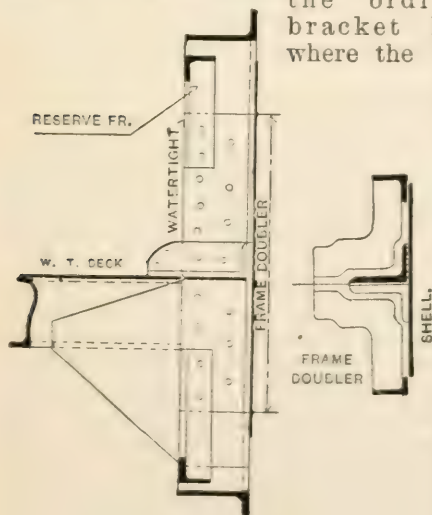 the ordi
bracket
where the
RESERVE FR.
WATERTIGHT
FRAME DOUBLER
W. T. DECK
SHELL.
FRAME
DOUBLER